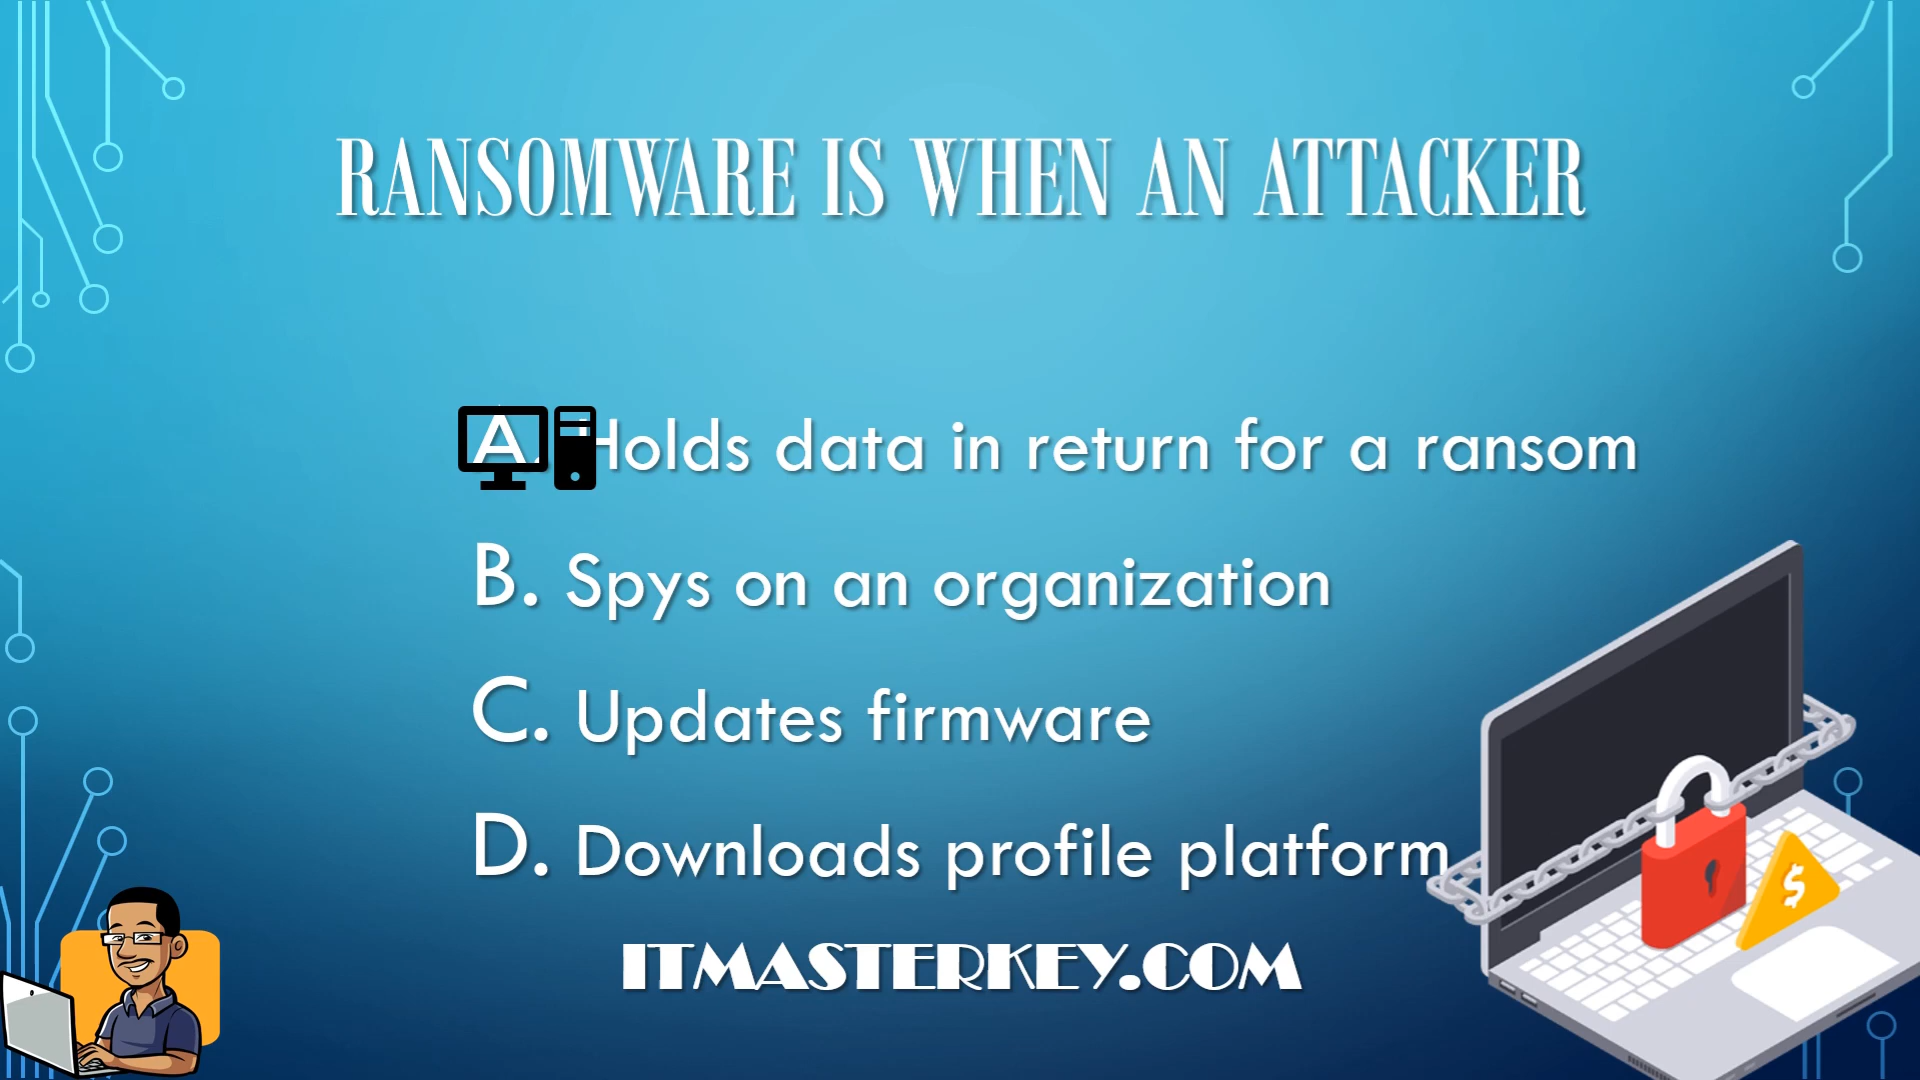 RANSOMWARE IS WHEN AN ATTACKER
A. Holds data in return for a ransom
B. Spys on an organization
C. Updates firmware
D. Downloads profile platform
ITMASTERKEY.COM
$